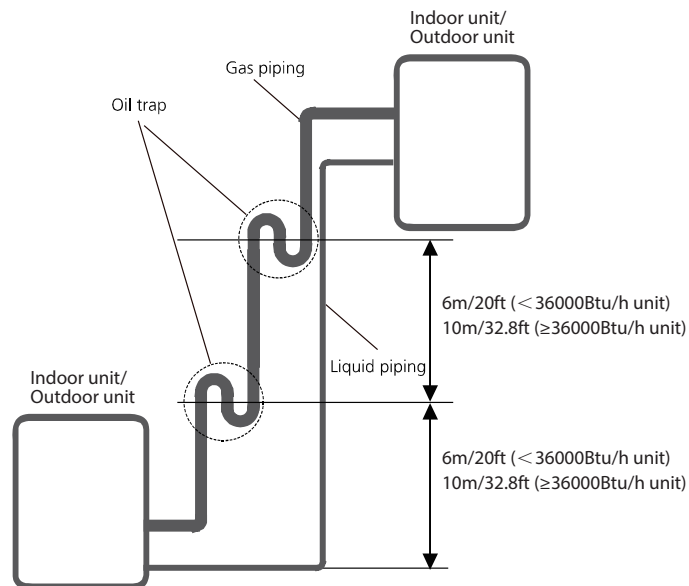 Indoor unit/
Outdoor unit
Gas piping
Oil trap
6m/20ft (＜36000Btu/h unit)
10m/32.8ft (≥36000Btu/h unit)
Liquid piping
Indoor unit/
Outdoor unit
6m/20ft (＜36000Btu/h unit)
10m/32.8ft (≥36000Btu/h unit)